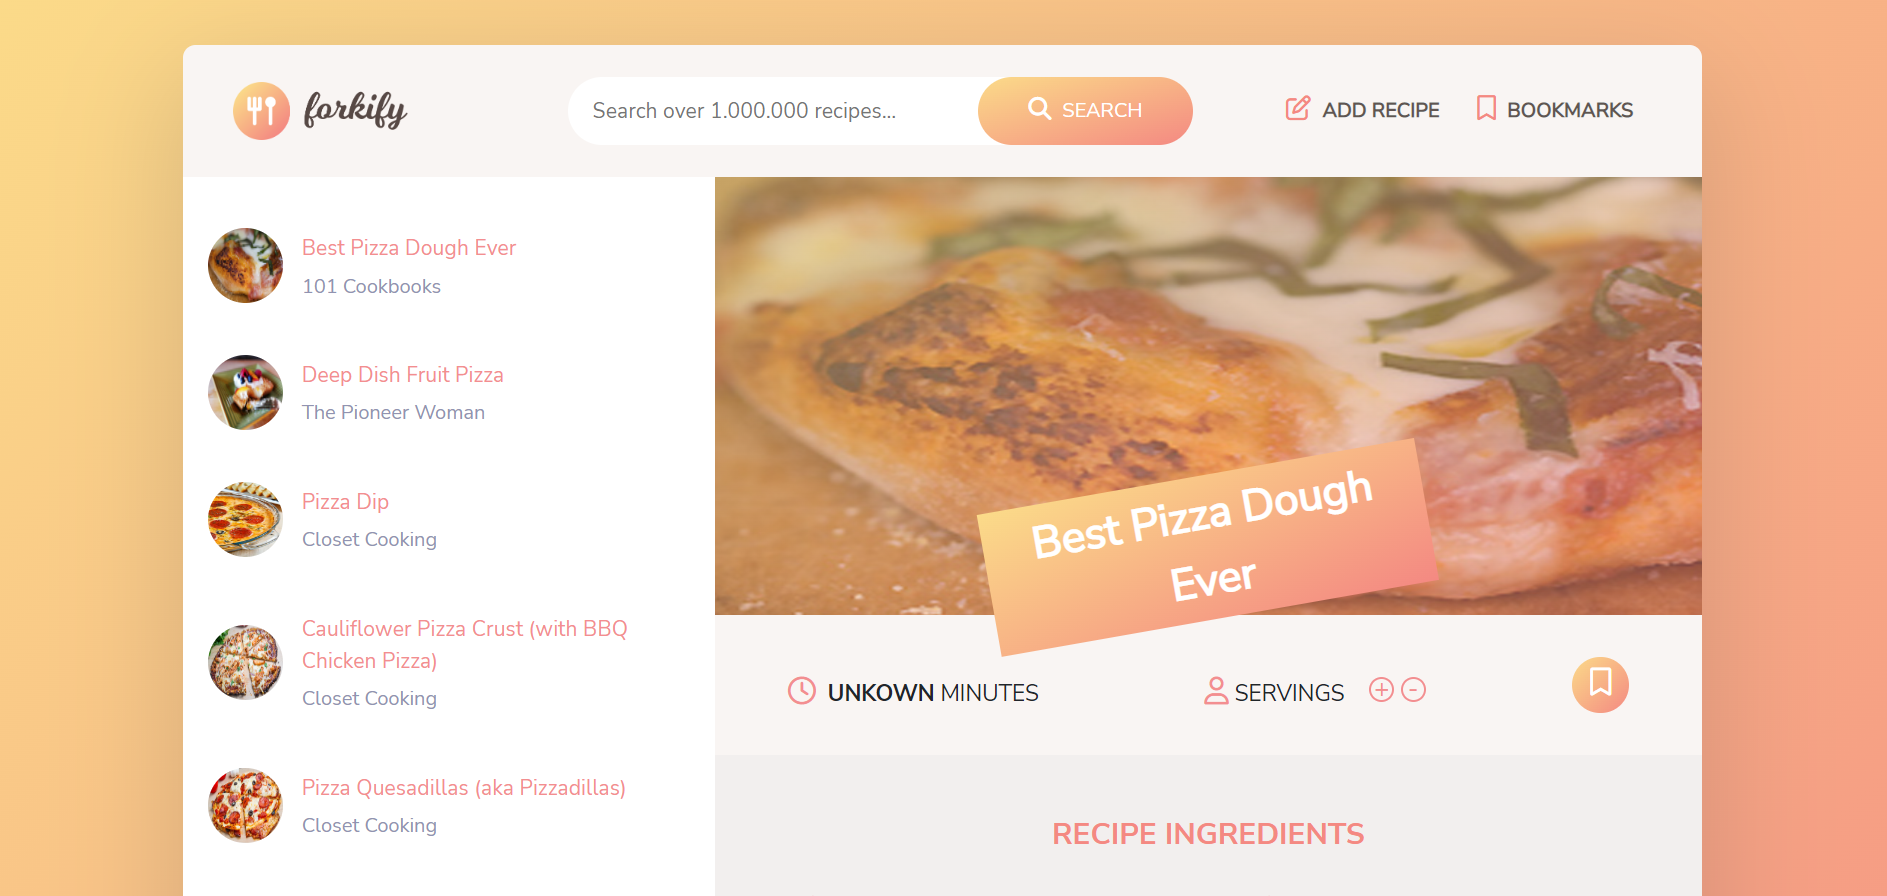 forkify
Search over 1.000.000 recipes...
SEARCH
ADD RECIPE
BOOKMARKS
Best Pizza Dough Ever
101 Cookbooks
Deep Dish Fruit Pizza
The Pioneer Woman
Pizza Dip
Closet Cooking
Cauliflower Pizza Crust (with BBQ
Chicken Pizza)
Closet Cooking
Pizza Quesadillas (aka Pizzadillas)
Closet Cooking
Best Pizza Dough
Ever
UNKOWN MINUTES
SERVINGS
RECIPE INGREDIENTS